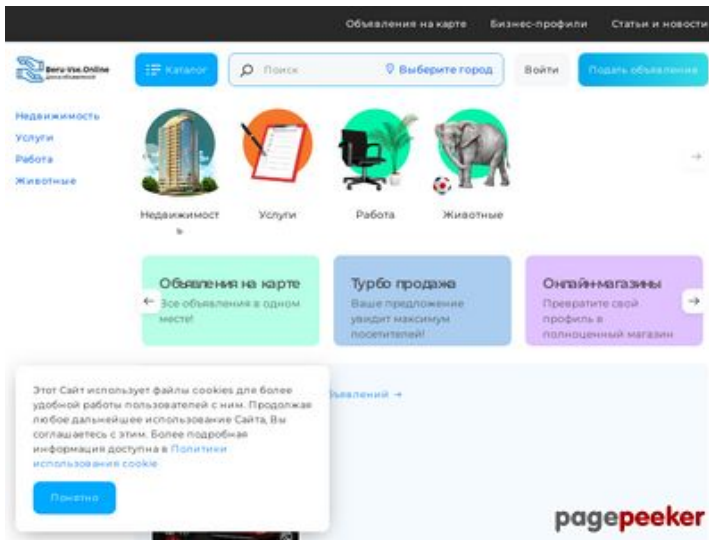 Объявления на карте Бизнес-профили Статьи и новости
Beru-Vse.Online
Доска объявлений
Каталог
Поиск
Выберите город
Войти
Подать объявление
Недвижимость
Услуги
Работа
Животные
Недвижимост
ь
Услуги
Работа
Животные
Объявления на карте
Все объявления в одном
месте!
Турбо продажа
Ваше предложение
увидит максимум
посетителей!
Онлайн-магазины
Превратите свой
профиль в
полноценный магазин
ъявлений →
Этот Сайт использует файлы cookies для более
удобной работы пользователей с ним. Продолжая
любое дальнейшее использование Сайта, Вы
соглашаетесь с этим. Более подробная
информация доступна в Политики
использования cookie
Понятно
pagepeeker